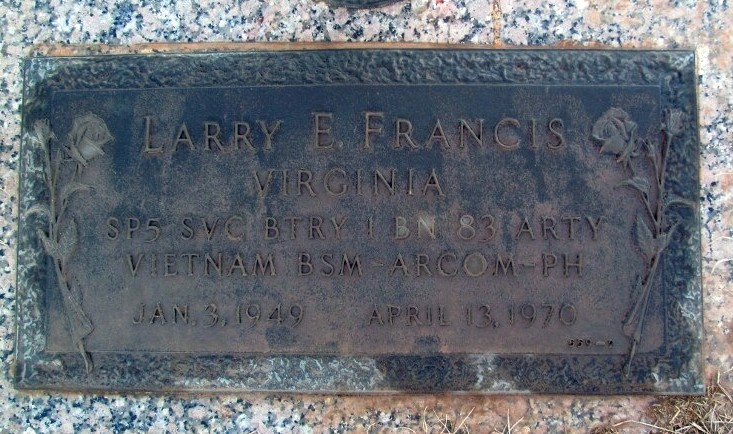 LARRY E. FRANCIS
VIRGINIA
SP5 SVC BTRY 1 BN 83 ARTY
VIETNAM BSM-ARCOM-PH
JAN. 3, 1949 APRIL 13, 1970